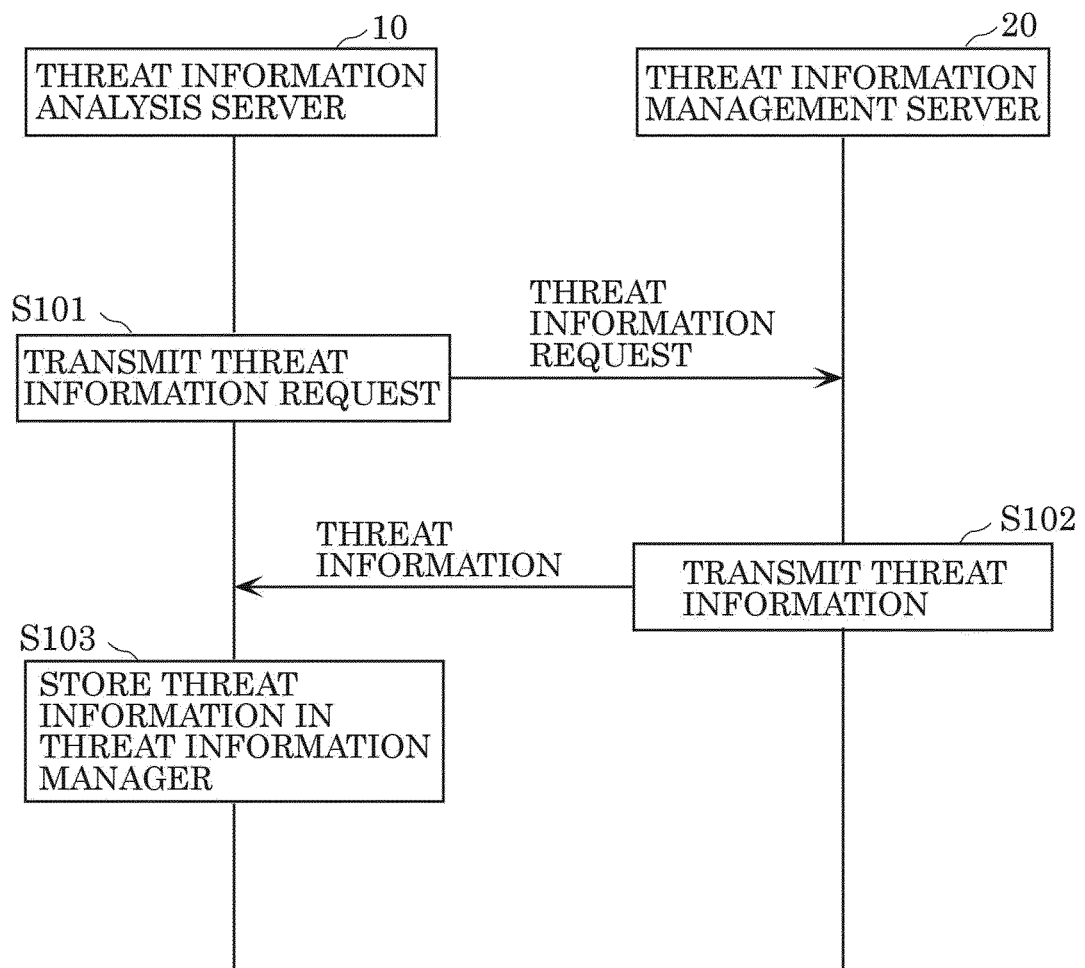 10
THREAT INFORMATION
ANALYSIS SERVER
20
THREAT INFORMATION
MANAGEMENT SERVER
S101
TRANSMIT THREAT
INFORMATION REQUEST
THREAT
INFORMATION
REQUEST
S102
TRANSMIT THREAT
INFORMATION
THREAT
INFORMATION
S103
STORE THREAT
INFORMATION IN
THREAT INFORMATION
MANAGER